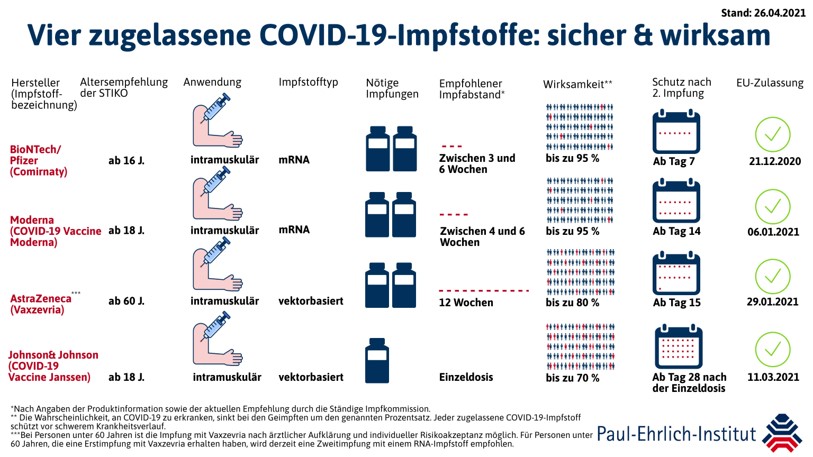 Stand: 26.04.2021
Vier zugelassene COVID-19-Impfstoffe: sicher & wirksam
Hersteller
(Impfstoff-
bezeichnung)
Altersempfehlung
der STIKO
Anwendung
Impfstofftyp
Nötige
Impfungen
Empfohlener
Impfabstand*
Wirksamkeit**
Schutz nach
2. Impfung
EU-Zulassung
BioNTech/
Pfizer
(Comirnaty)
ab 16 J.
intramuskulär
mRNA
Zwischen 3 und
6 Wochen
bis zu 95 %
Ab Tag 7
21.12.2020
Moderna
(COVID-19 Vaccine
Moderna)
ab 18 J.
intramuskulär
mRNA
Zwischen 4 und 6
Wochen
bis zu 95 %
Ab Tag 14
06.01.2021
AstraZeneca***
(Vaxzevria)
ab 60 J.
intramuskulär
vektorbasiert
12 Wochen
bis zu 80 %
Ab Tag 15
29.01.2021
Johnson& Johnson
(COVID-19
Vaccine Janssen)
ab 18 J.
intramuskulär
vektorbasiert
Einzeldosis
bis zu 70 %
Ab Tag 28 nach
der Einzeldosis
11.03.2021
*Nach Angaben der Produktinformation sowie der aktuellen Empfehlung durch die Ständige Impfkommission.
** Die Wahrscheinlichkeit, an COVID-19 zu erkranken, sinkt bei den Geimpften um den genannten Prozentsatz. Jeder zugelassene COVID-19-Impfstoff
schützt vor schwerem Krankheitsverlauf.
***Bei Personen unter 60 Jahren ist die Impfung mit Vaxzevria nach ärztlicher Aufklärung und individueller Risikoakzeptanz möglich. Für Personen unter
60 Jahren, die eine Erstimpfung mit Vaxzevria erhalten haben, wird derzeit eine Zweitimpfung mit einem RNA-Impfstoff empfohlen.
Paul-Ehrlich-Institut